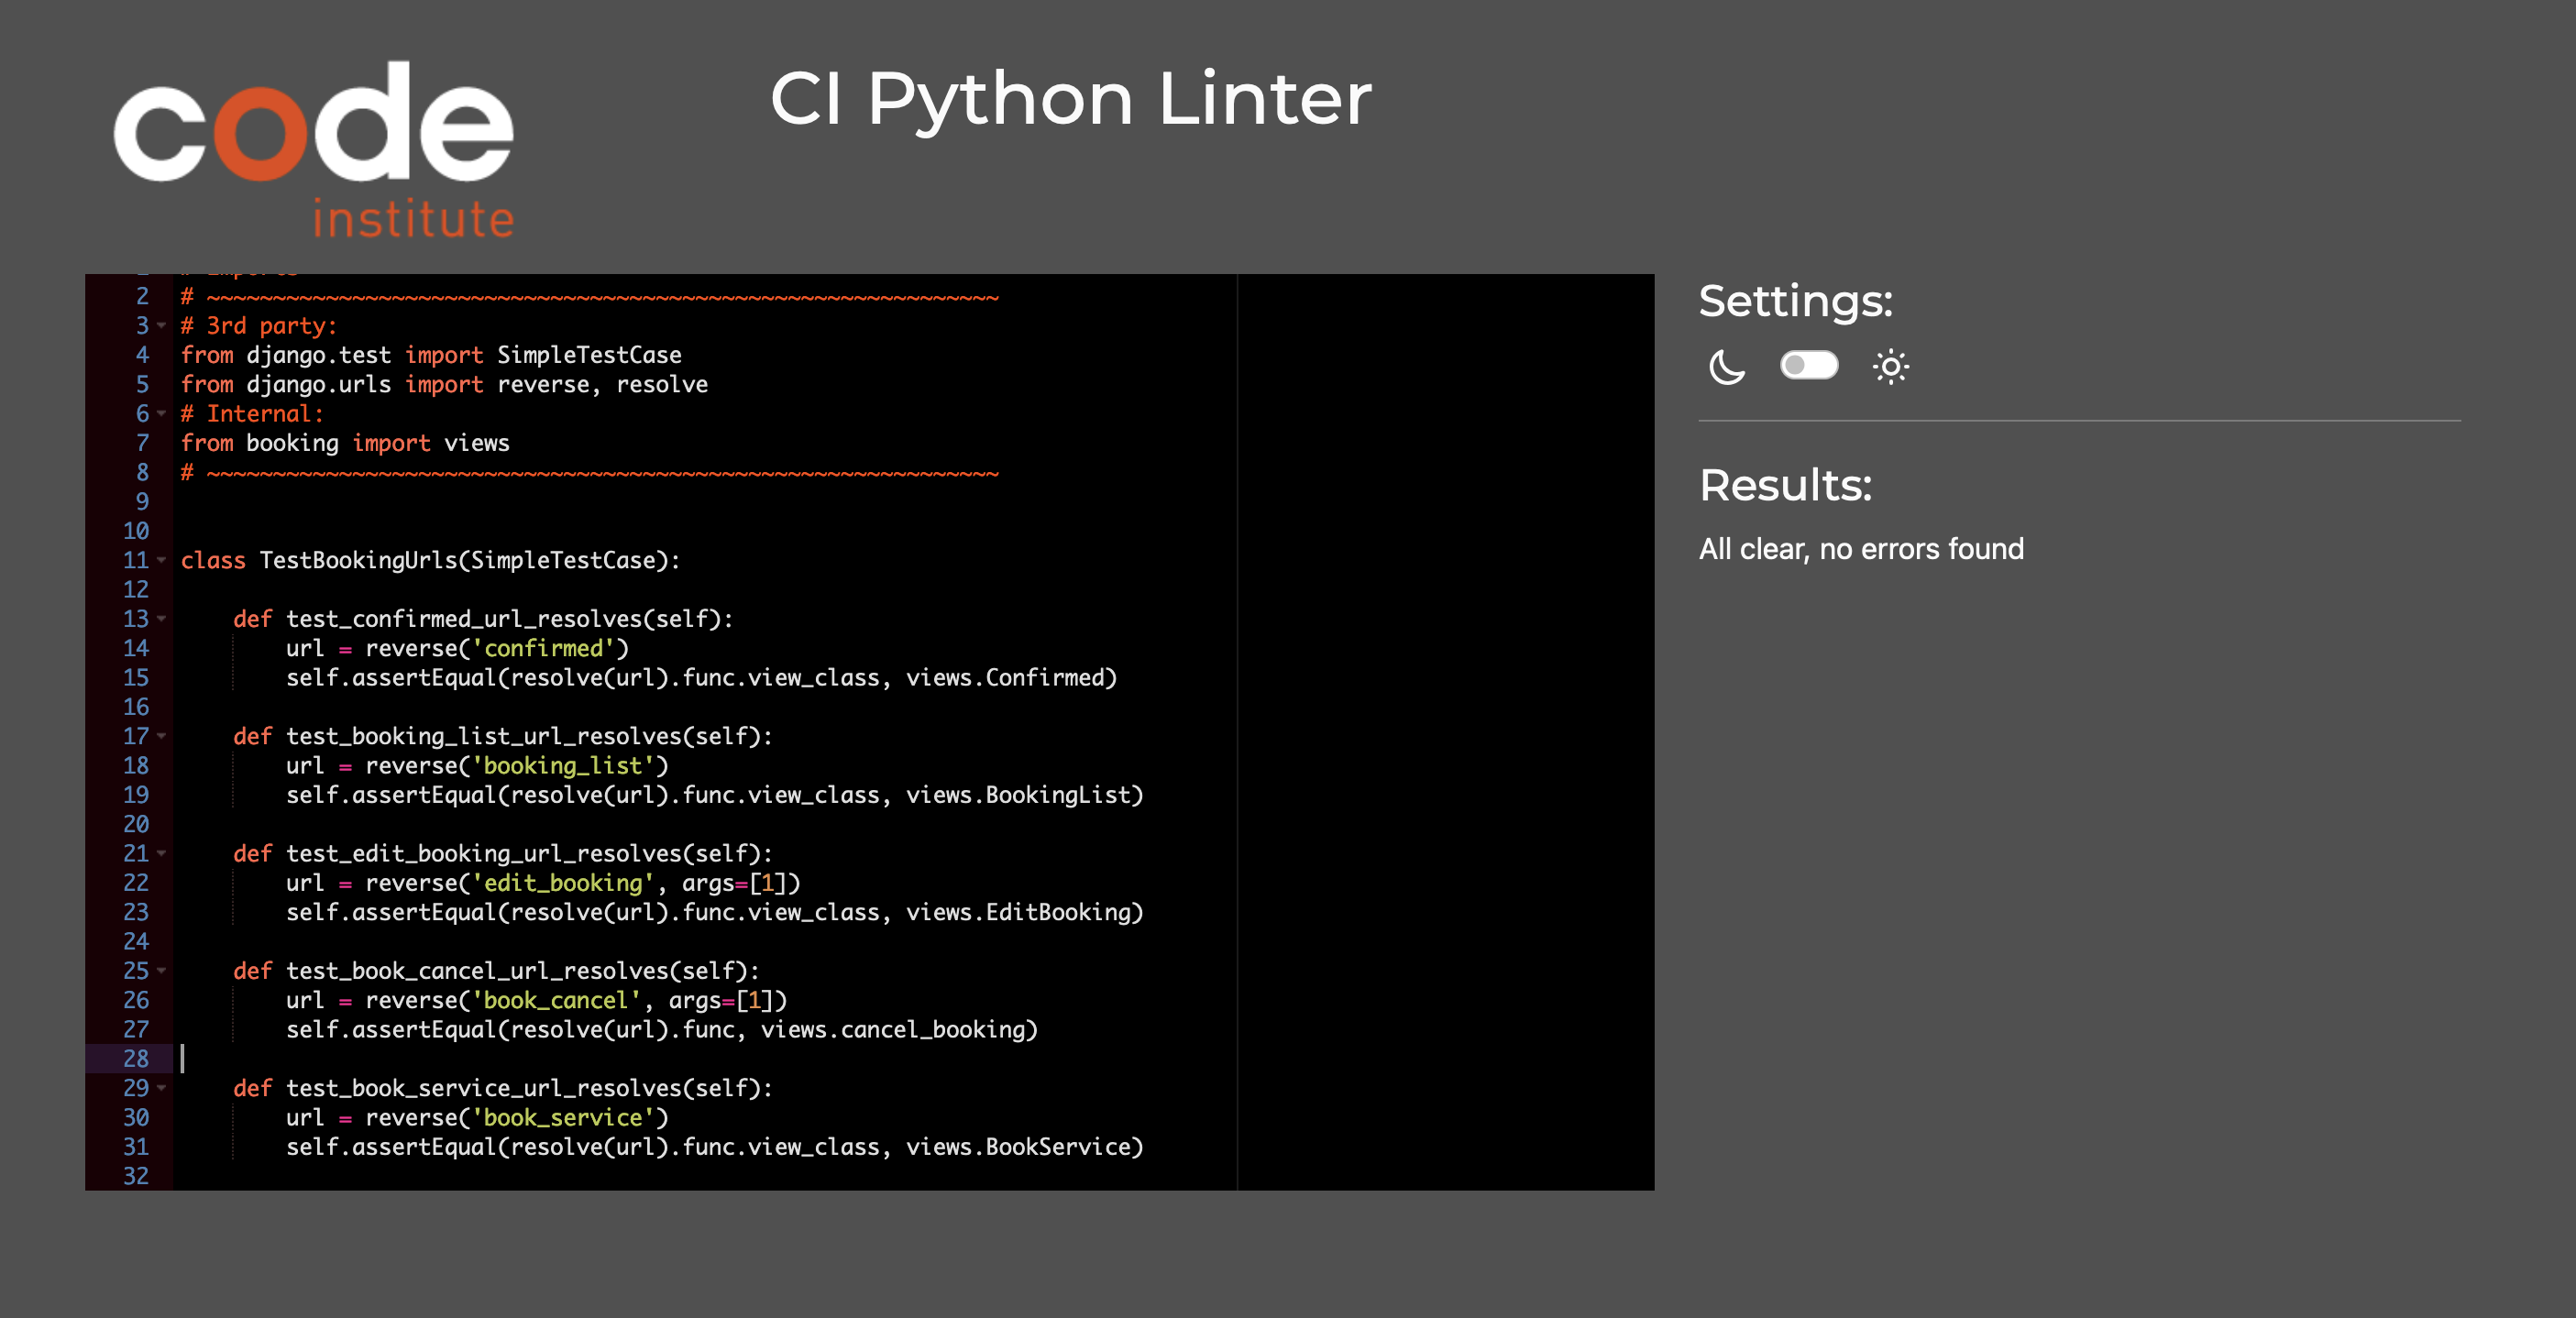 code
institute
CI Python Linter
2 # ~~~~~~~~~~~~~~~~~~~~~~~~~~~~~~~~~~~~~~~~~~~~~~~~~~~~~~~~~~~~
3 # 3rd party:
4 from django.test import SimpleTestCase
5 from django.urls import reverse, resolve
6 # Internal:
7 from booking import views
8 # ~~~~~~~~~~~~~~~~~~~~~~~~~~~~~~~~~~~~~~~~~~~~~~~~~~~~~~~~~~~~
9
10
11 class TestBookingUrls(SimpleTestCase):
12
13     def test_confirmed_url_resolves(self):
14         url = reverse('confirmed')
15         self.assertEqual(resolve(url).func.view_class, views.Confirmed)
16
17     def test_booking_list_url_resolves(self):
18         url = reverse('booking_list')
19         self.assertEqual(resolve(url).func.view_class, views.BookingList)
20
21     def test_edit_booking_url_resolves(self):
22         url = reverse('edit_booking', args=[1])
23         self.assertEqual(resolve(url).func.view_class, views.EditBooking)
24
25     def test_book_cancel_url_resolves(self):
26         url = reverse('book_cancel', args=[1])
27         self.assertEqual(resolve(url).func, views.cancel_booking)
28
29     def test_book_service_url_resolves(self):
30         url = reverse('book_service')
31         self.assertEqual(resolve(url).func.view_class, views.BookService)
32
Settings:
Results:
All clear, no errors found